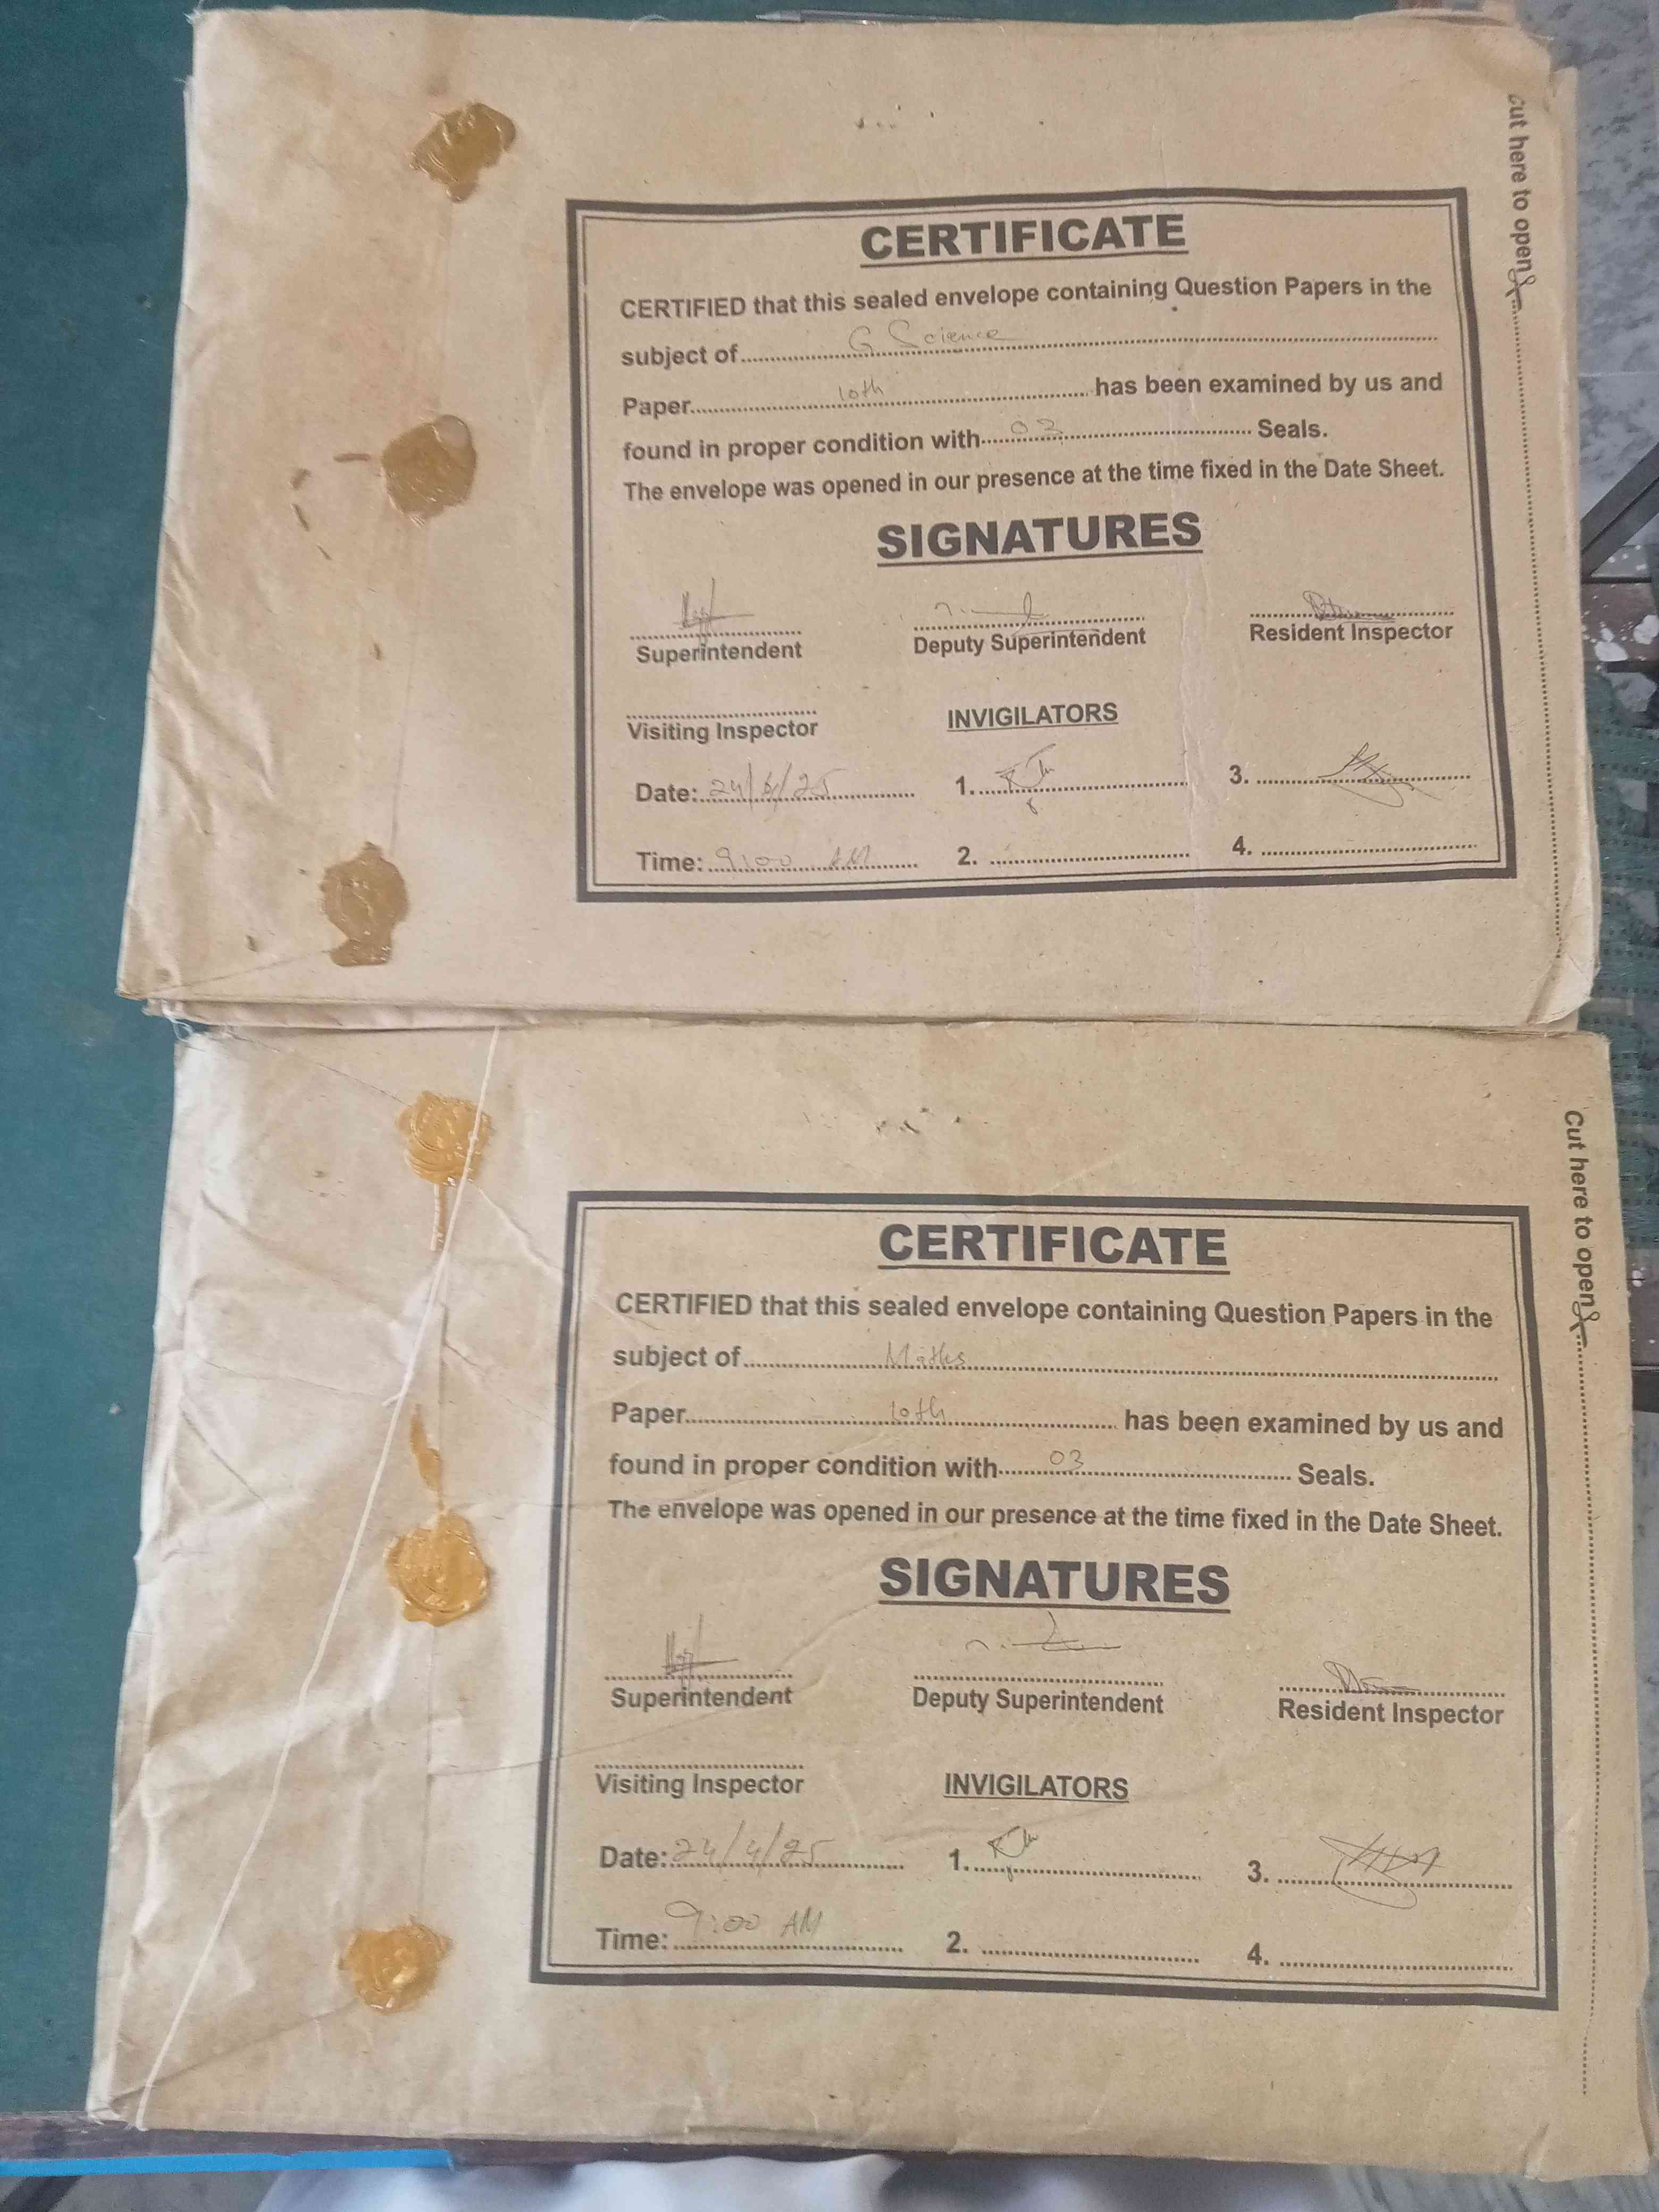 Cut here to open
CERTIFICATE
CERTIFIED that this sealed envelope containing Question Papers in the
subject of G. Science
Paper 10th has been examined by us and
found in proper condition with 03 Seals.
The envelope was opened in our presence at the time fixed in the Date Sheet.
SIGNATURES
Superintendent Deputy Superintendent Resident Inspector
Visiting Inspector INVIGILATORS
Date: 1. 3.
Time: 9:00 AM 2. 4.
Cut here to open
CERTIFICATE
CERTIFIED that this sealed envelope containing Question Papers in the
subject of Maths
Paper 10th has been examined by us and
found in proper condition with 03 Seals.
The envelope was opened in our presence at the time fixed in the Date Sheet.
SIGNATURES
Superintendent Deputy Superintendent Resident Inspector
Visiting Inspector INVIGILATORS
Date: 24/4/25 1. 3.
Time: 9:00 AM 2. 4.